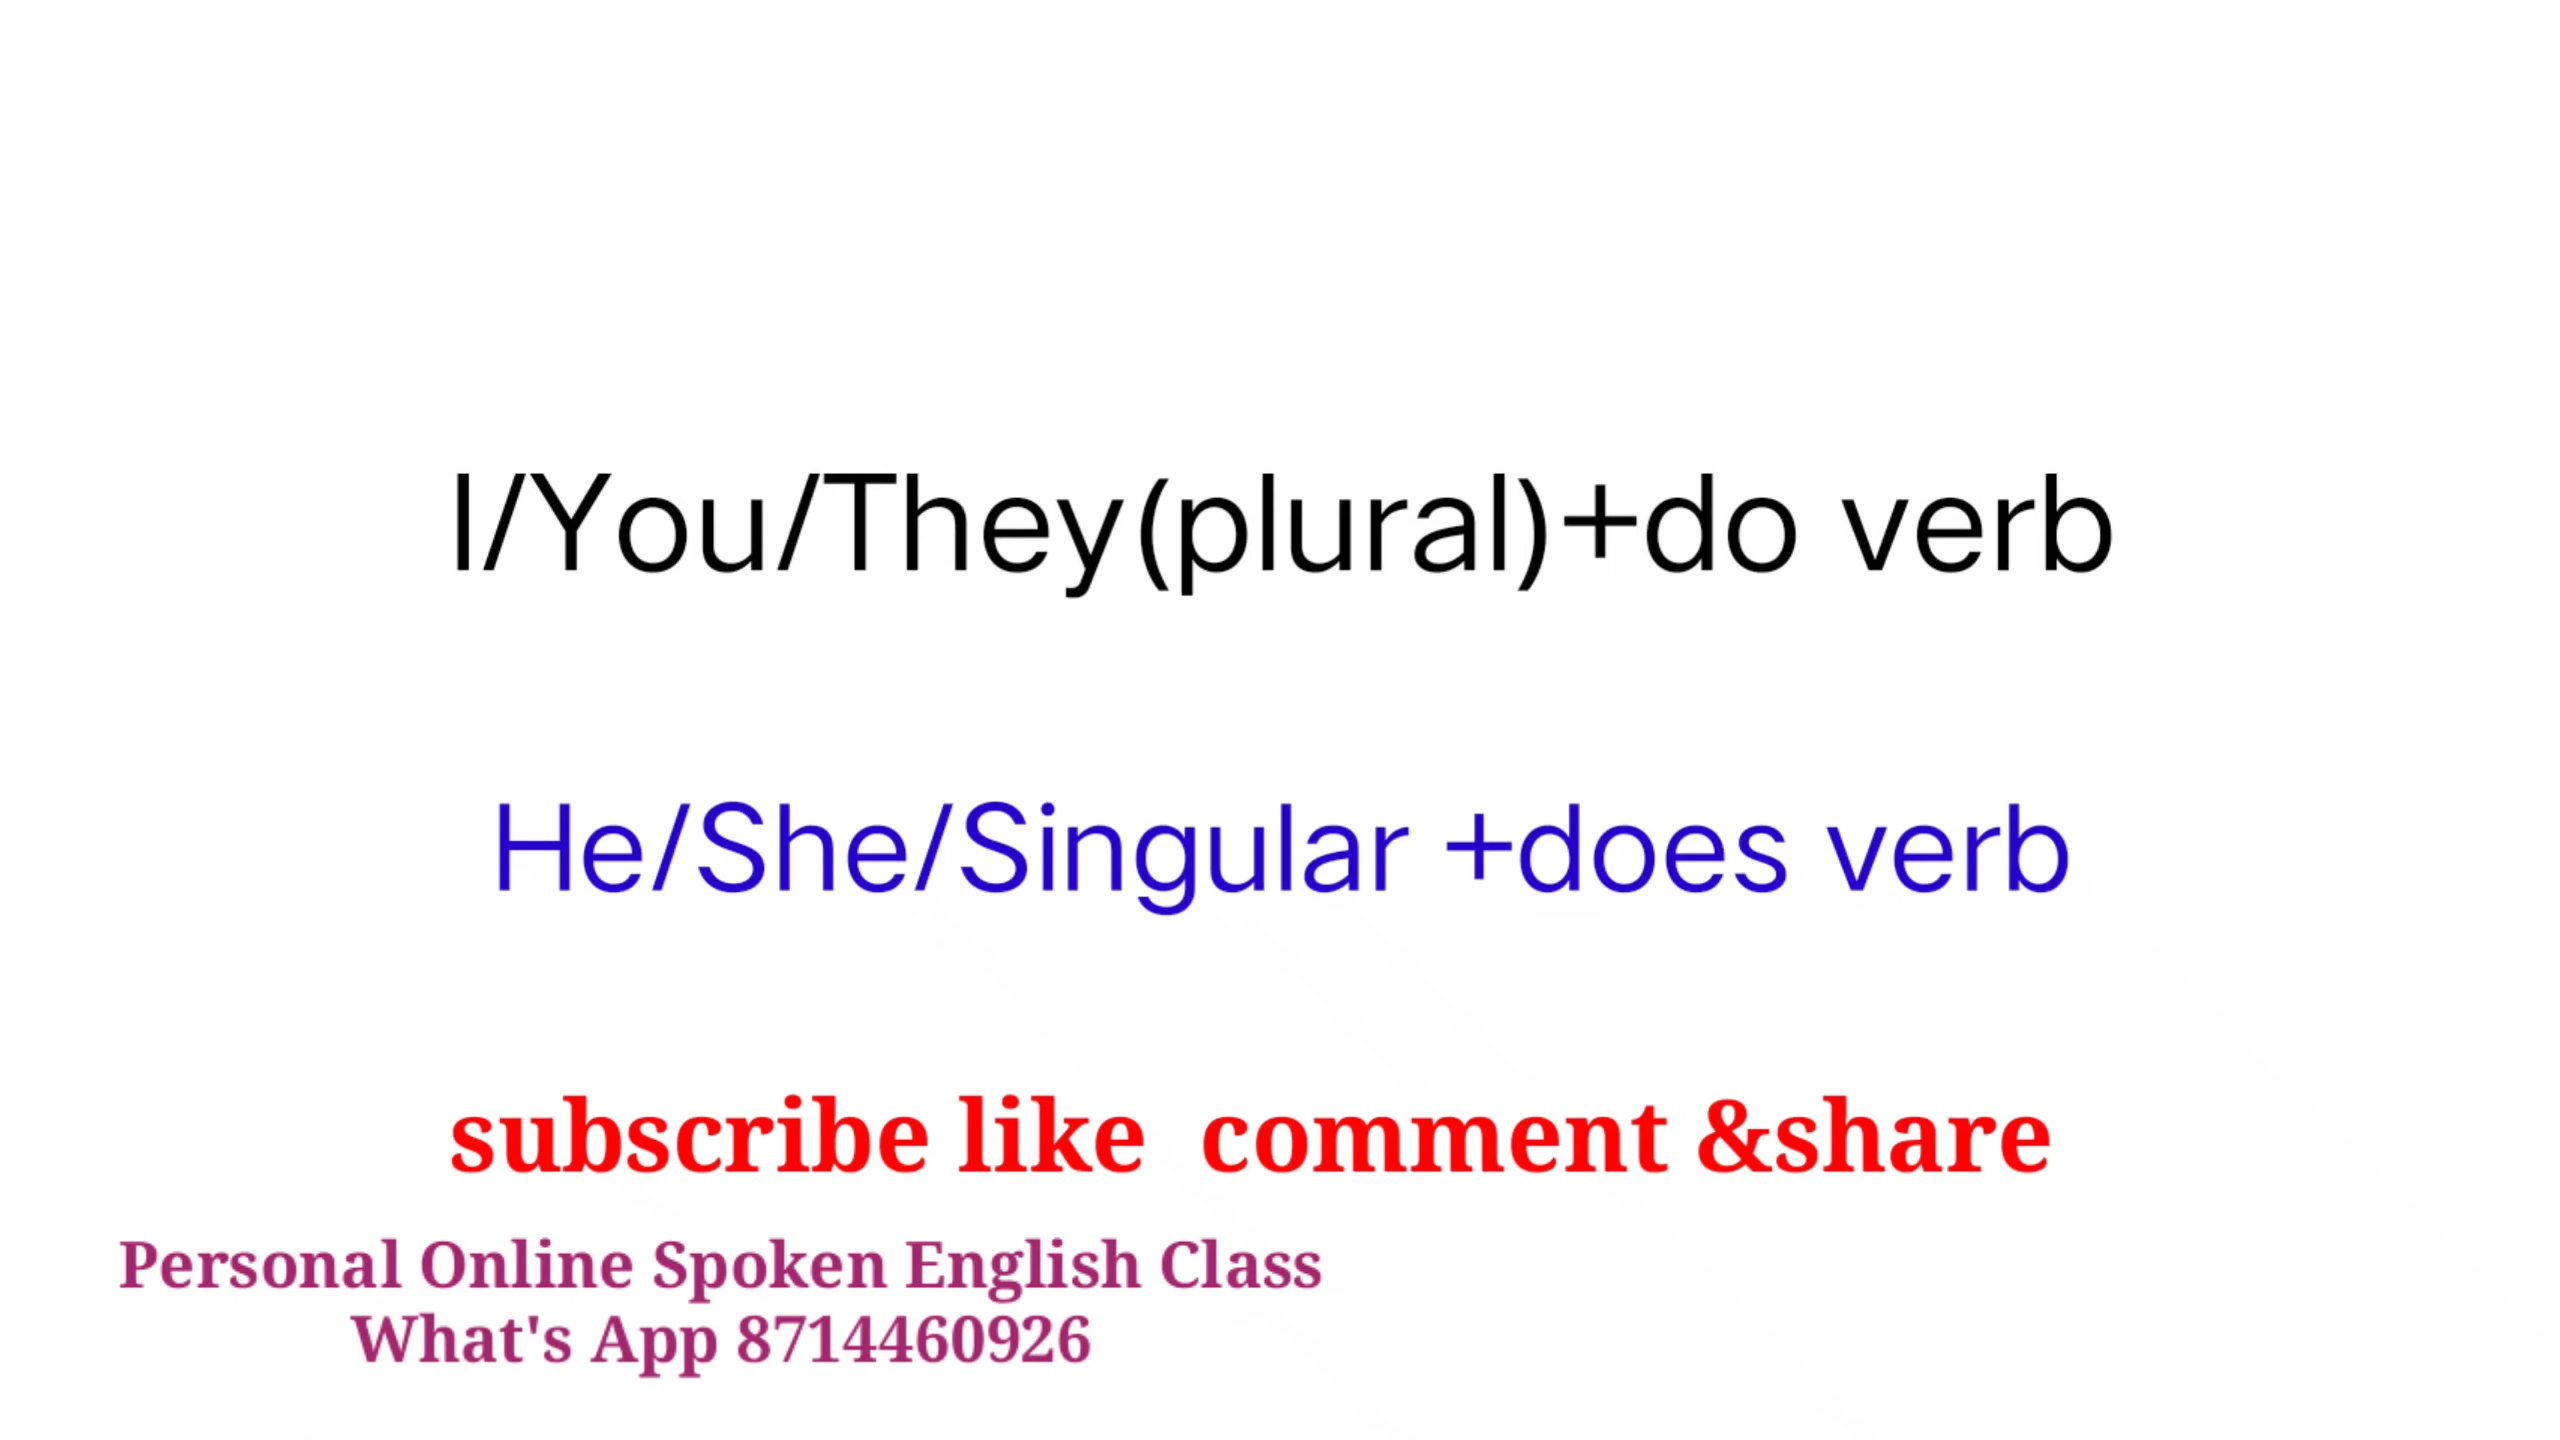 I/You/They(plural)+do verb
He/She/Singular +does verb
subscribe like  comment &share
Personal Online Spoken English Class
What's App 8714460926